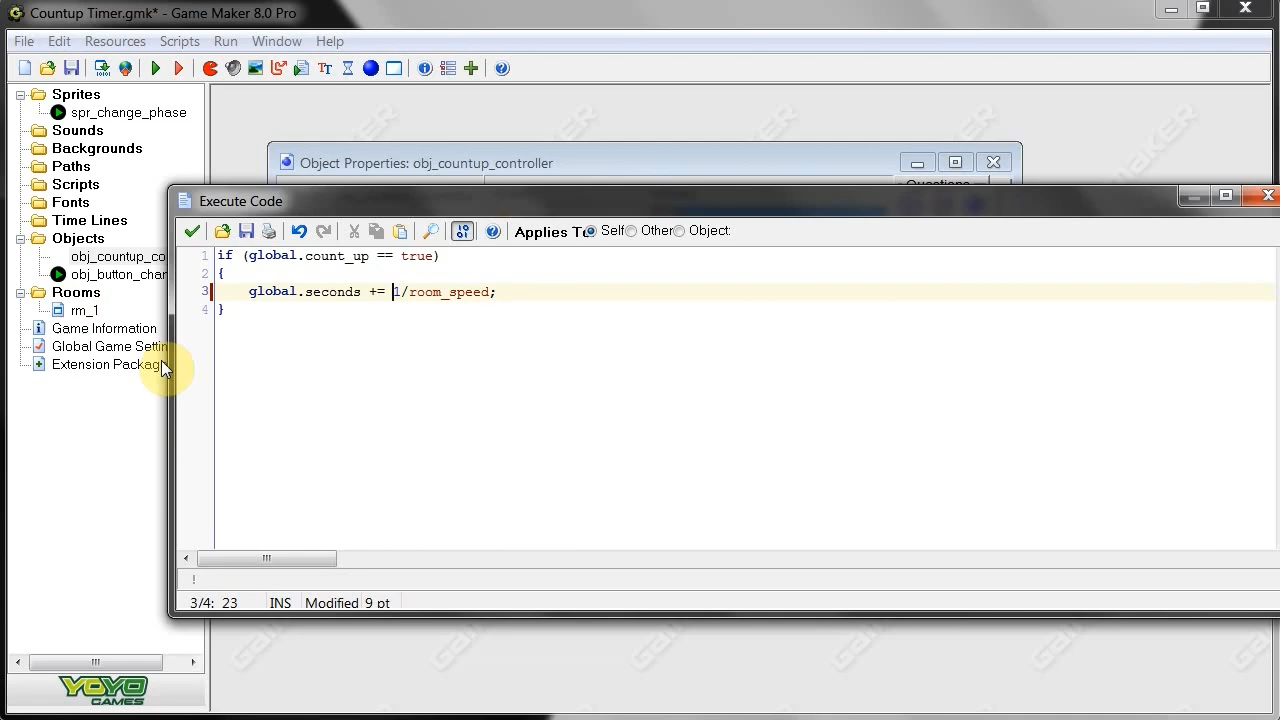 Countup Timer.gmk* - Game Maker 8.0 Pro
File Edit Resources Scripts Run Window Help
Sprites
spr_change_phase
Sounds
Backgrounds
Paths
Scripts
Fonts
Time Lines
Objects
obj_countup_co
obj_button_char
Rooms
rm_1
Game Information
Global Game Settin
Extension Packag
YOYO
GAMES
Object Properties: obj_countup_controller
Execute Code
Applies T Self Other Object:
1 if (global.count_up == true)
2 {
3 global.seconds += 1/room_speed;
4 }
!
3/4: 23 INS Modified 9 pt